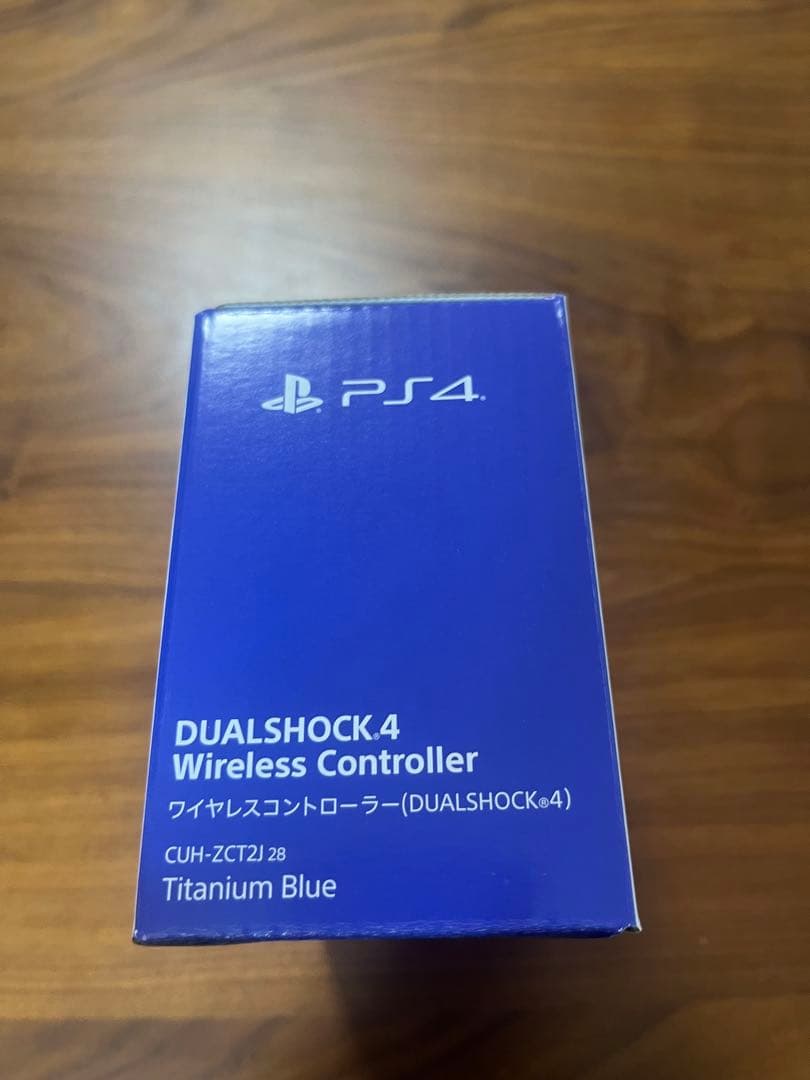 PS4®
DUALSHOCK®4
Wireless Controller
ワイヤレスコントローラー(DUALSHOCK®4)
CUH-ZCT2J 28
Titanium Blue